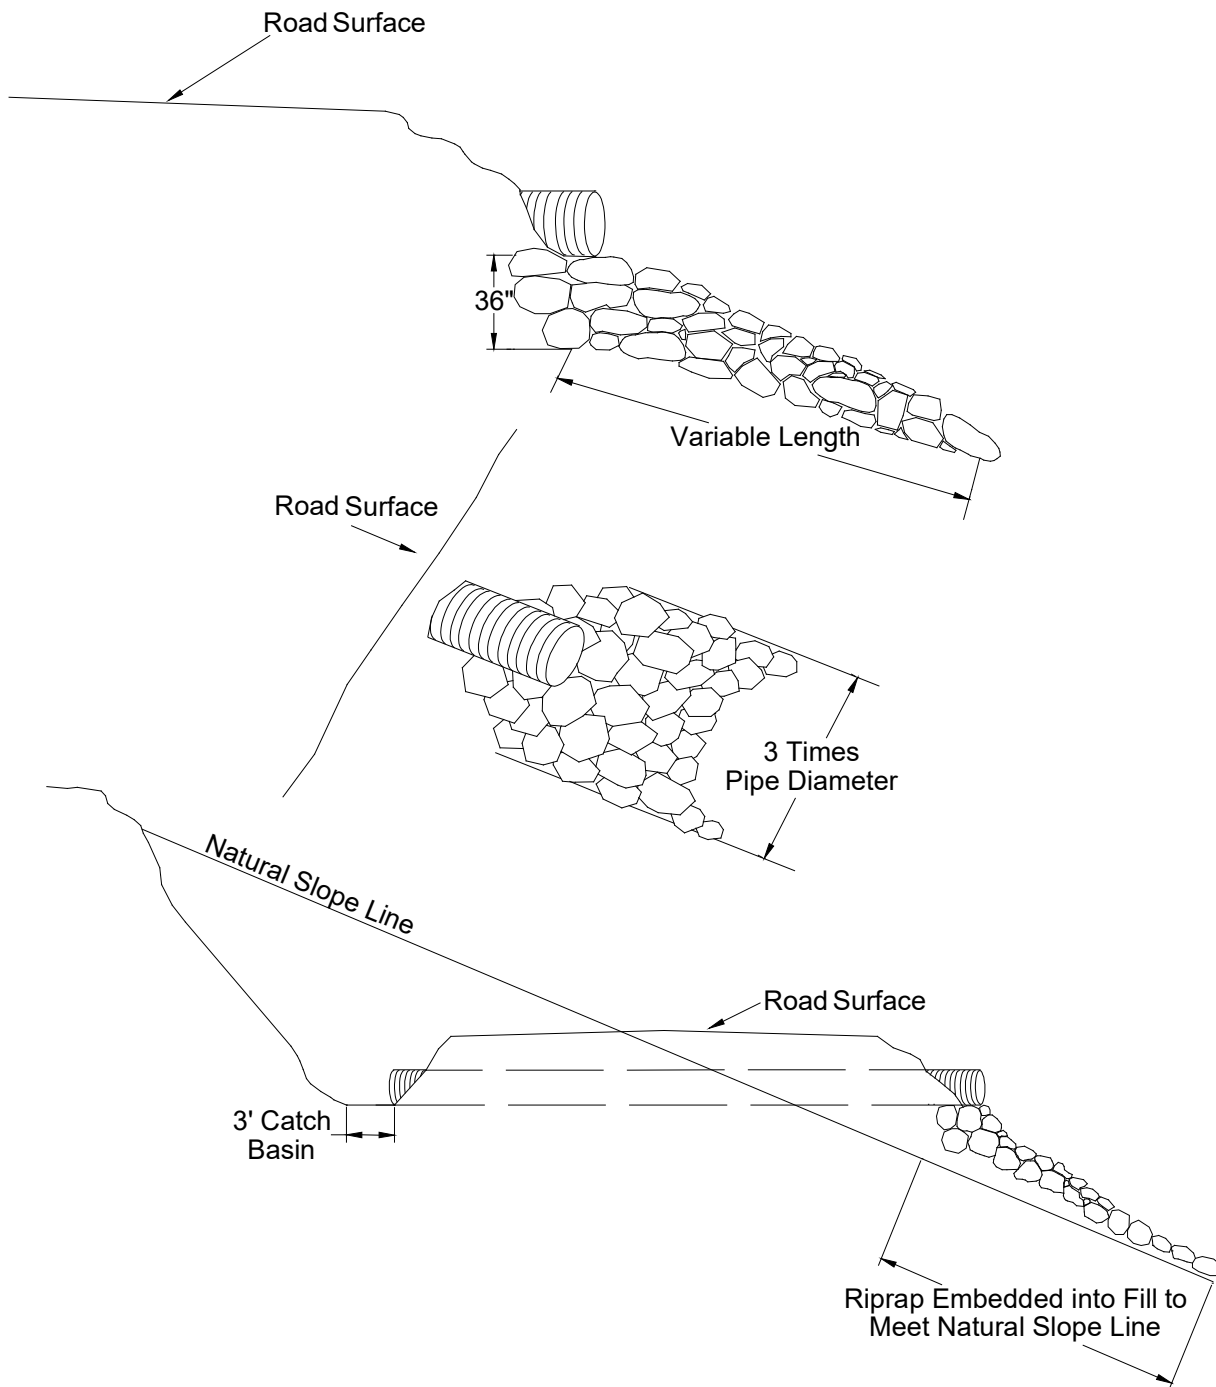 Road Surface
36"
Variable Length
Road Surface
3 Times
Pipe Diameter
Natural Slope Line
Road Surface
3' Catch
Basin
Riprap Embedded into Fill to
Meet Natural Slope Line